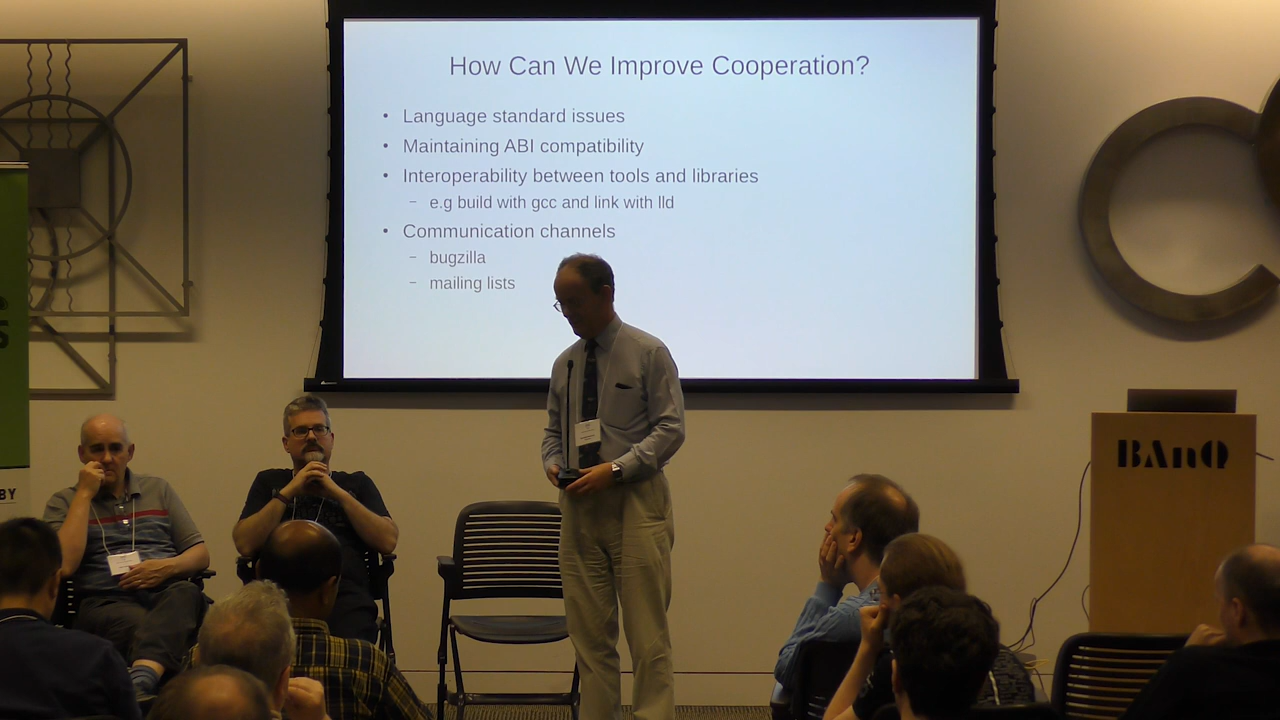 How Can We Improve Cooperation?
• Language standard issues
• Maintaining ABI compatibility
• Interoperability between tools and libraries
– e.g build with gcc and link with lld
• Communication channels
– bugzilla
– mailing lists
BAnQ
S
BY